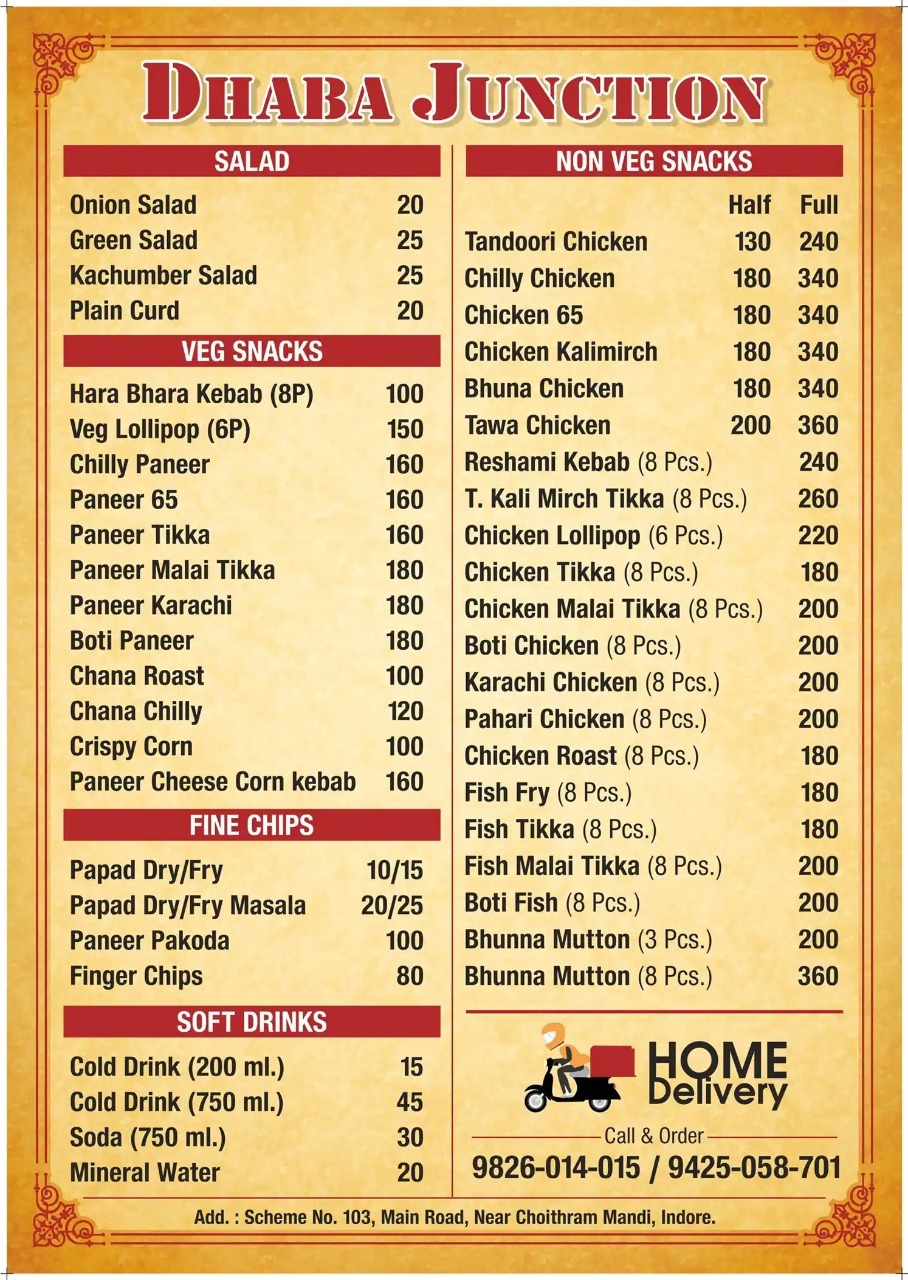 DHABA JUNCTION
SALAD
Onion Salad 20
Green Salad 25
Kachumber Salad 25
Plain Curd 20
VEG SNACKS
Hara Bhara Kebab (8P) 100
Veg Lollipop (6P) 150
Chilly Paneer 160
Paneer 65 160
Paneer Tikka 160
Paneer Malai Tikka 180
Paneer Karachi 180
Boti Paneer 180
Chana Roast 100
Chana Chilly 120
Crispy Corn 100
Paneer Cheese Corn kebab 160
FINE CHIPS
Papad Dry/Fry 10/15
Papad Dry/Fry Masala 20/25
Paneer Pakoda 100
Finger Chips 80
SOFT DRINKS
Cold Drink (200 ml.) 15
Cold Drink (750 ml.) 45
Soda (750 ml.) 30
Mineral Water 20
NON VEG SNACKS
Half Full
Tandoori Chicken 130 240
Chilly Chicken 180 340
Chicken 65 180 340
Chicken Kalimirch 180 340
Bhuna Chicken 180 340
Tawa Chicken 200 360
Reshami Kebab (8 Pcs.) 240
T. Kali Mirch Tikka (8 Pcs.) 260
Chicken Lollipop (6 Pcs.) 220
Chicken Tikka (8 Pcs.) 180
Chicken Malai Tikka (8 Pcs.) 200
Boti Chicken (8 Pcs.) 200
Karachi Chicken (8 Pcs.) 200
Pahari Chicken (8 Pcs.) 200
Chicken Roast (8 Pcs.) 180
Fish Fry (8 Pcs.) 180
Fish Tikka (8 Pcs.) 180
Fish Malai Tikka (8 Pcs.) 200
Boti Fish (8 Pcs.) 200
Bhunna Mutton (3 Pcs.) 200
Bhunna Mutton (8 Pcs.) 360
HOME
Delivery
Call & Order
9826-014-015 / 9425-058-701
Add. : Scheme No. 103, Main Road, Near Choithram Mandi, Indore.